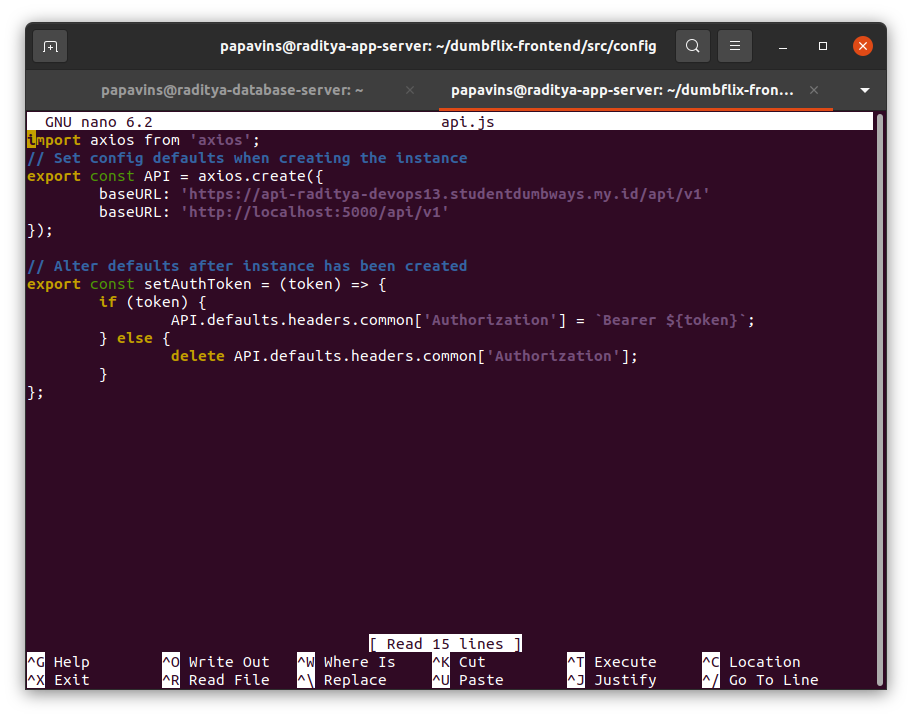 papavins@raditya-app-server: ~/dumbflix-frontend/src/config
papavins@raditya-database-server: ~ × papavins@raditya-app-server: ~/dumbflix-fron... ×
GNU nano 6.2 api.js
import axios from 'axios';
// Set config defaults when creating the instance
export const API = axios.create({
        baseURL: 'https://api-raditya-devops13.studentdumbways.my.id/api/v1'
        baseURL: 'http://localhost:5000/api/v1'
});

// Alter defaults after instance has been created
export const setAuthToken = (token) => {
        if (token) {
                API.defaults.headers.common['Authorization'] = `Bearer ${token}`;
        } else {
                delete API.defaults.headers.common['Authorization'];
        }
};
[ Read 15 lines ]
^G Help ^O Write Out ^W Where Is ^K Cut ^T Execute ^C Location
^X Exit ^R Read File ^\ Replace ^U Paste ^J Justify ^/ Go To Line